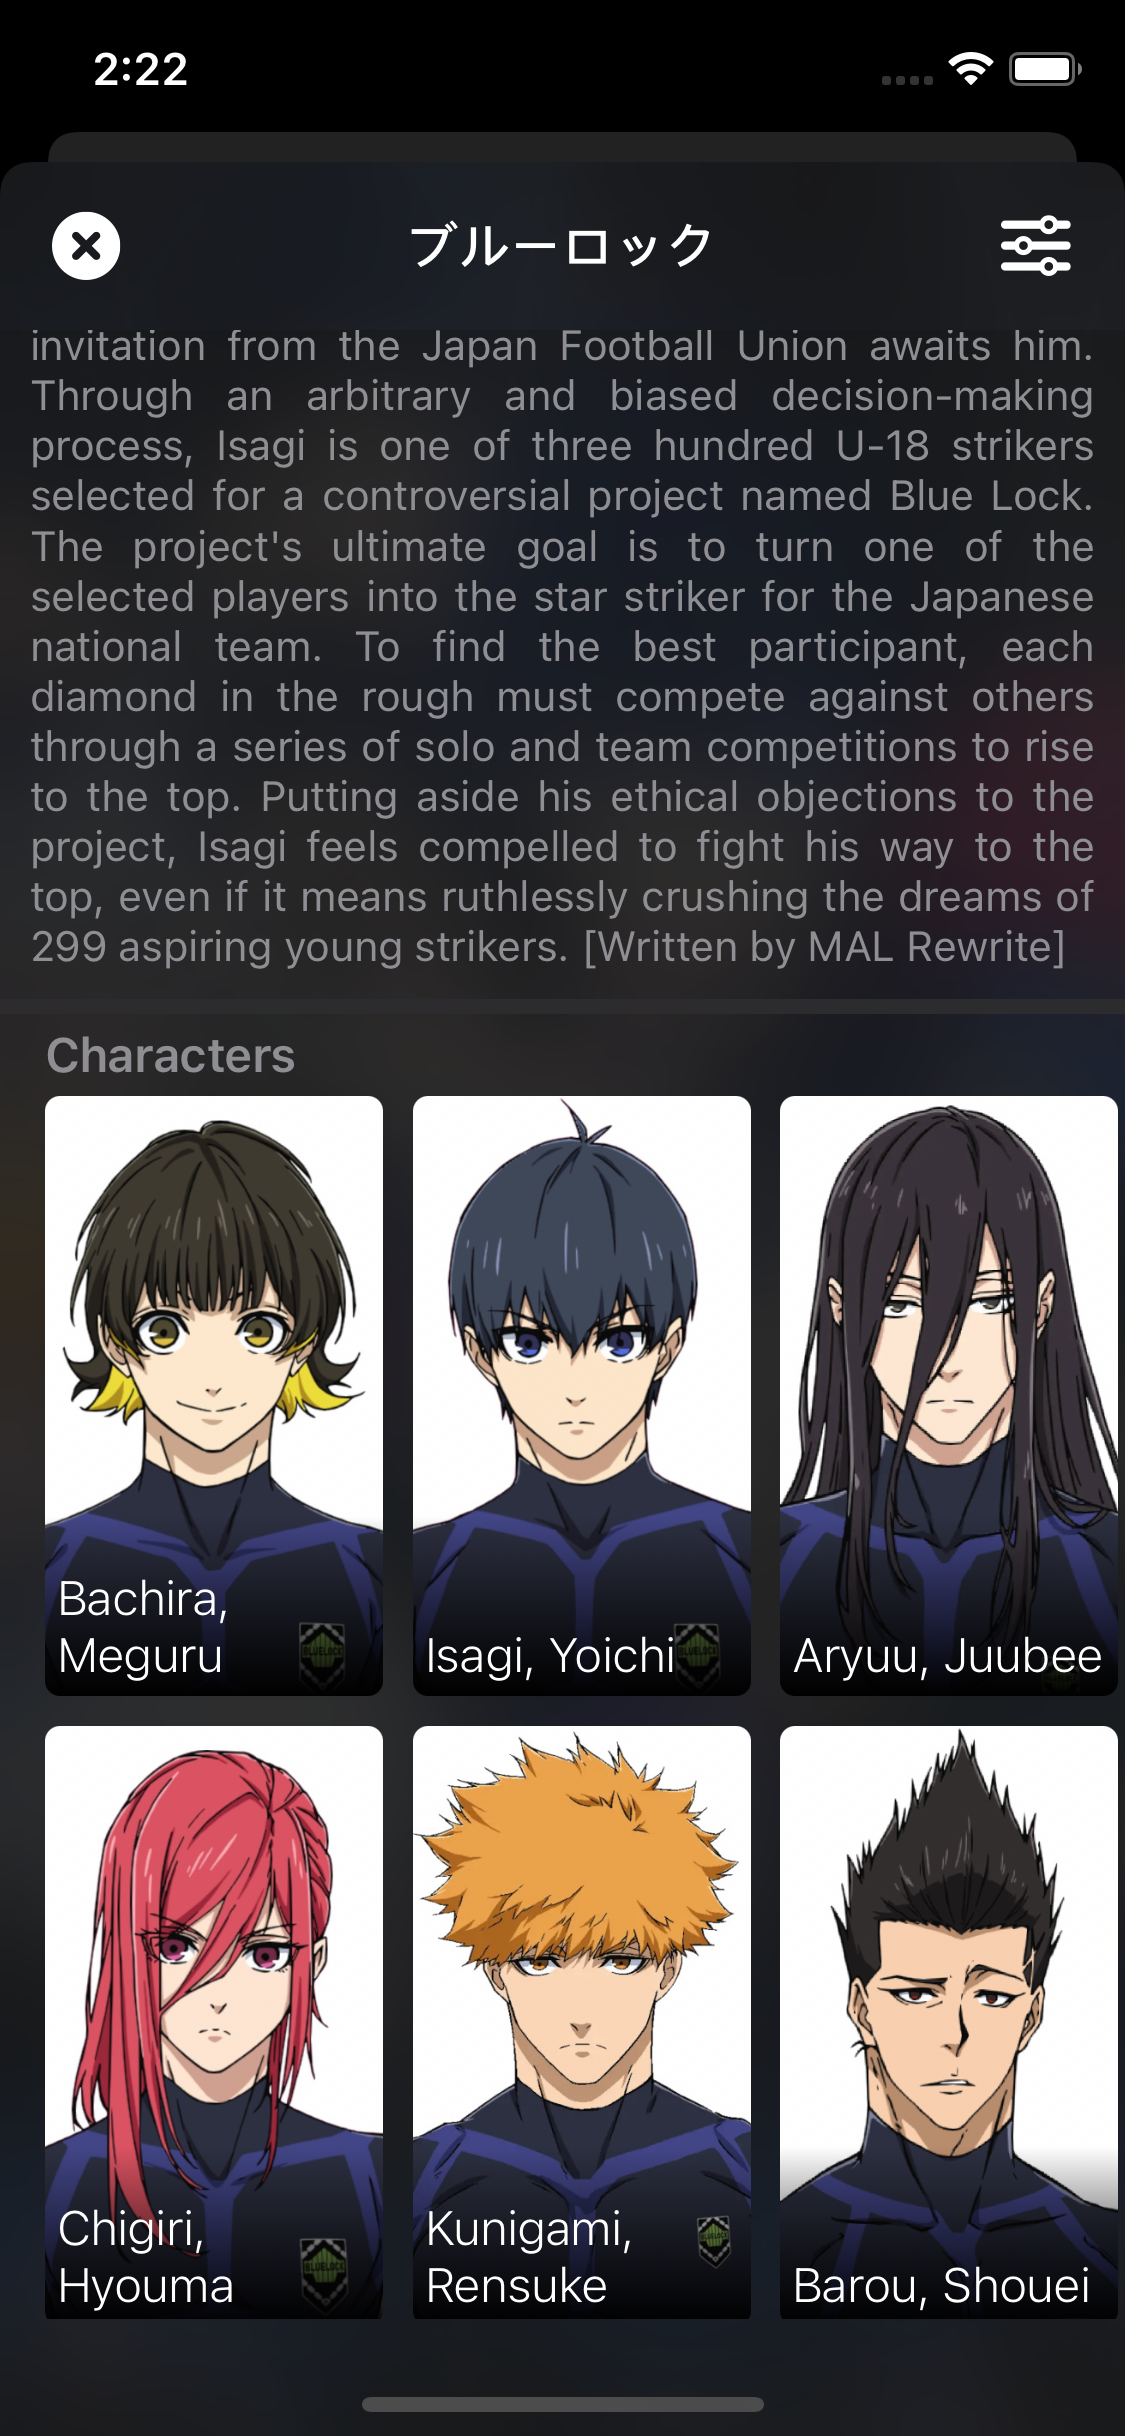 2:22
ブルーロック
invitation from the Japan Football Union awaits him.
Through an arbitrary and biased decision-making
process, Isagi is one of three hundred U-18 strikers
selected for a controversial project named Blue Lock.
The project's ultimate goal is to turn one of the
selected players into the star striker for the Japanese
national team. To find the best participant, each
diamond in the rough must compete against others
through a series of solo and team competitions to rise
to the top. Putting aside his ethical objections to the
project, Isagi feels compelled to fight his way to the
top, even if it means ruthlessly crushing the dreams of
299 aspiring young strikers. [Written by MAL Rewrite]
Characters
Bachira,
Meguru
BLUELOCK
Isagi, Yoichi
BLUELOCK
Aryuu, Juubee
Chigiri,
Hyouma
BLUELOCK
Kunigami,
Rensuke
BLUELOCK
Barou, Shouei